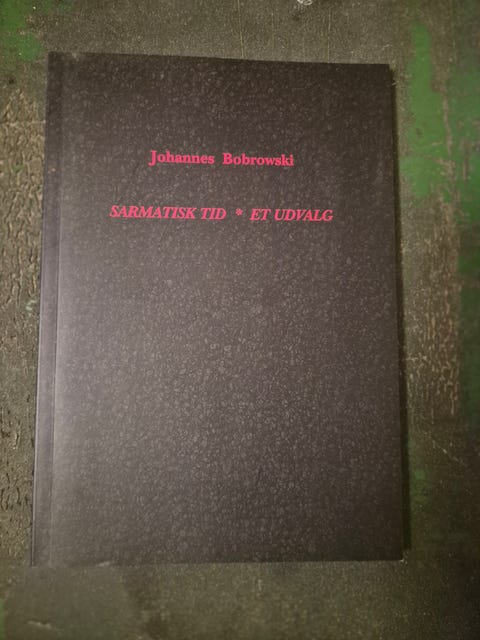 Johannes Bobrowski
SARMATISK TID * ET UDVALG